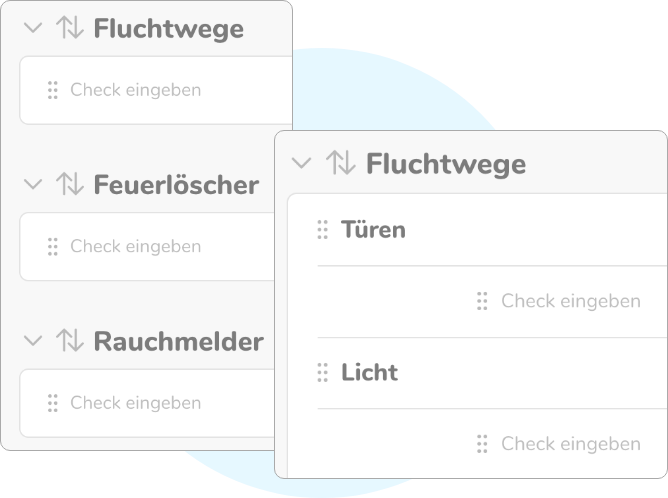 Fluchtwege
Check eingeben
Feuerlöscher
Check eingeben
Rauchmelder
Check eingeben
Fluchtwege
Türen
Check eingeben
Licht
Check eingeben